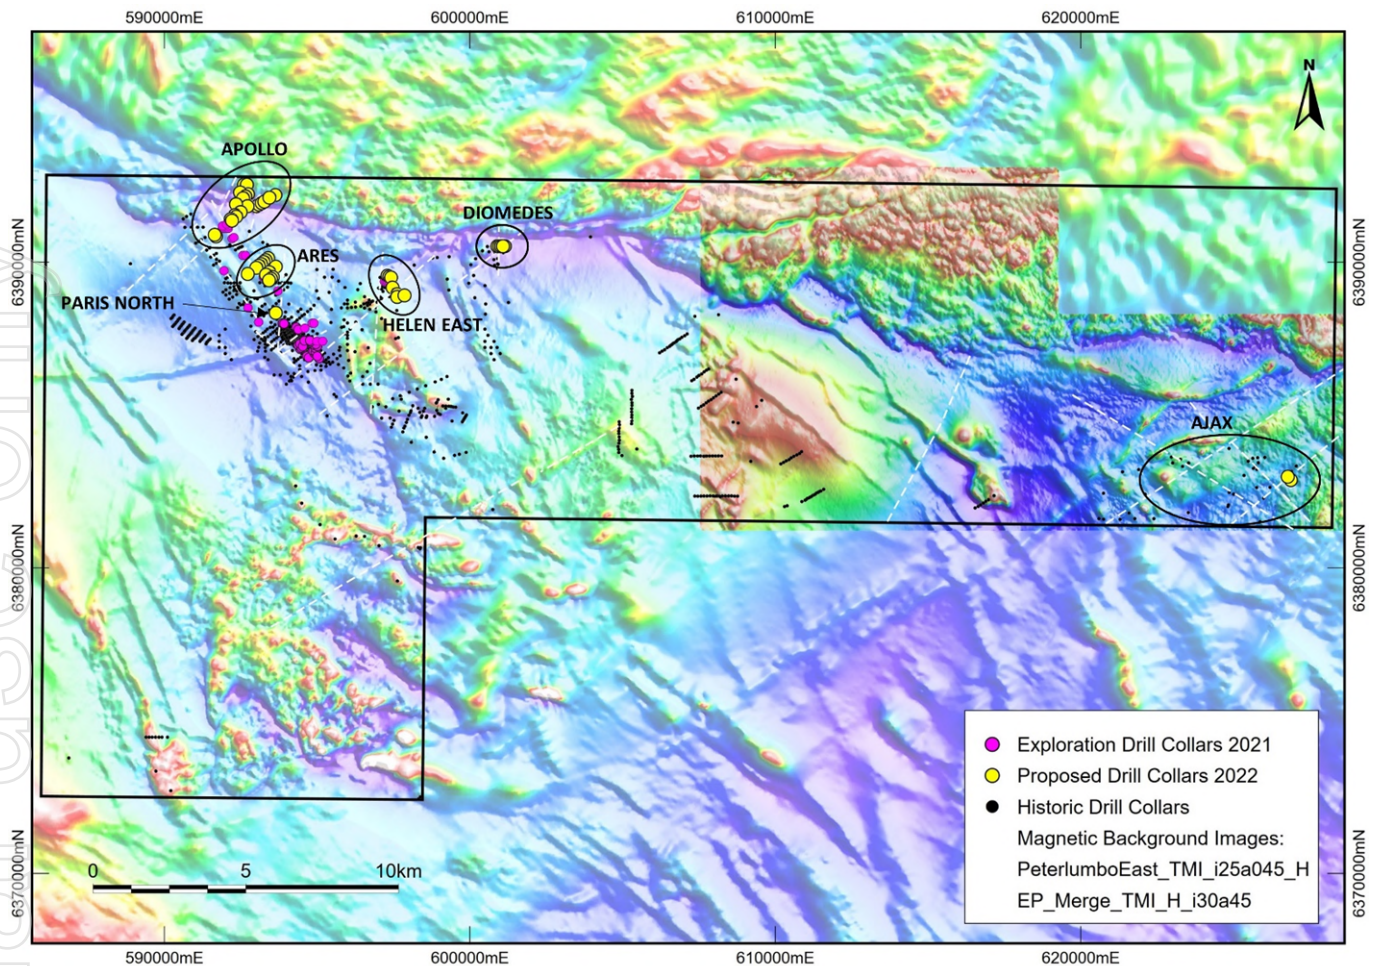 590000mE
600000mE
610000mE
620000mE
N
APOLLO
DIOMEDES
6390000mN
ARES
6390000mN
PARIS NORTH
HELEN EAST
AJAX
6380000mN
6380000mN
Exploration Drill Collars 2021
Proposed Drill Collars 2022
Historic Drill Collars
Magnetic Background Images:
PeterlumboEast_TMI_i25a045_H
EP_Merge_TMI_H_i30a45
0
5
10km
6370000mN
6370000mN
590000mE
600000mE
610000mE
620000mE